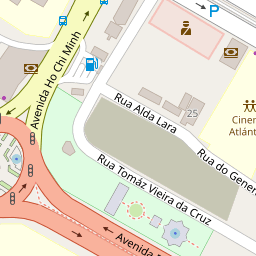 P
Avenida Ho Chi Minh
Rua Alda Lara
25
Cinem
Atlânt
Rua do Gener
Rua Tomáz Vieira da Cruz
Avenida